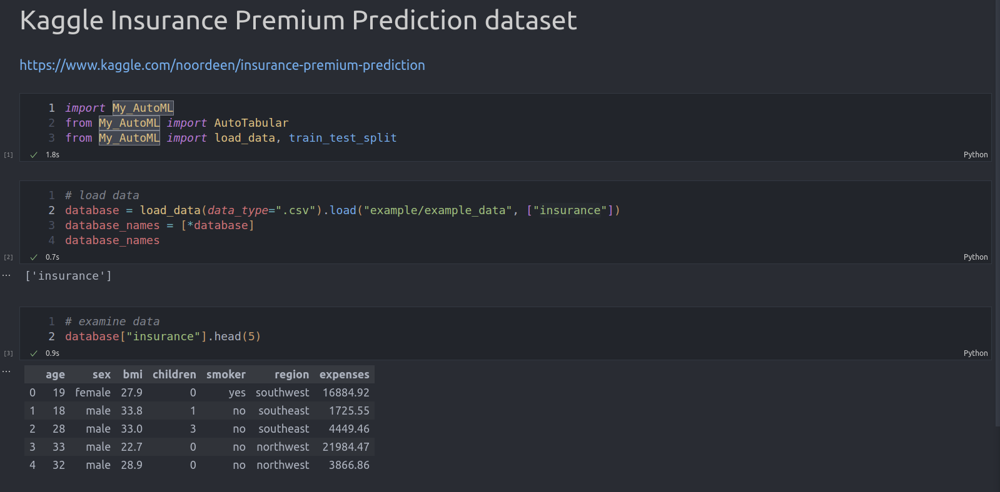 Kaggle Insurance Premium Prediction dataset
https://www.kaggle.com/noordeen/insurance-premium-prediction
1 import My_AutoML
2 from My_AutoML import AutoTabular
3 from My_AutoML import load_data, train_test_split
[1] ✓ 1.8s Python
1 # load data
2 database = load_data(data_type=".csv").load("example/example_data", ["insurance"])
3 database_names = [*database]
4 database_names
[2] ✓ 0.7s Python
... ['insurance']
1 # examine data
2 database["insurance"].head(5)
[3] ✓ 0.9s Python
...
age sex bmi children smoker region expenses
0 19 female 27.9 0 yes southwest 16884.92
1 18 male 33.8 1 no southeast 1725.55
2 28 male 33.0 3 no southeast 4449.46
3 33 male 22.7 0 no northwest 21984.47
4 32 male 28.9 0 no northwest 3866.86